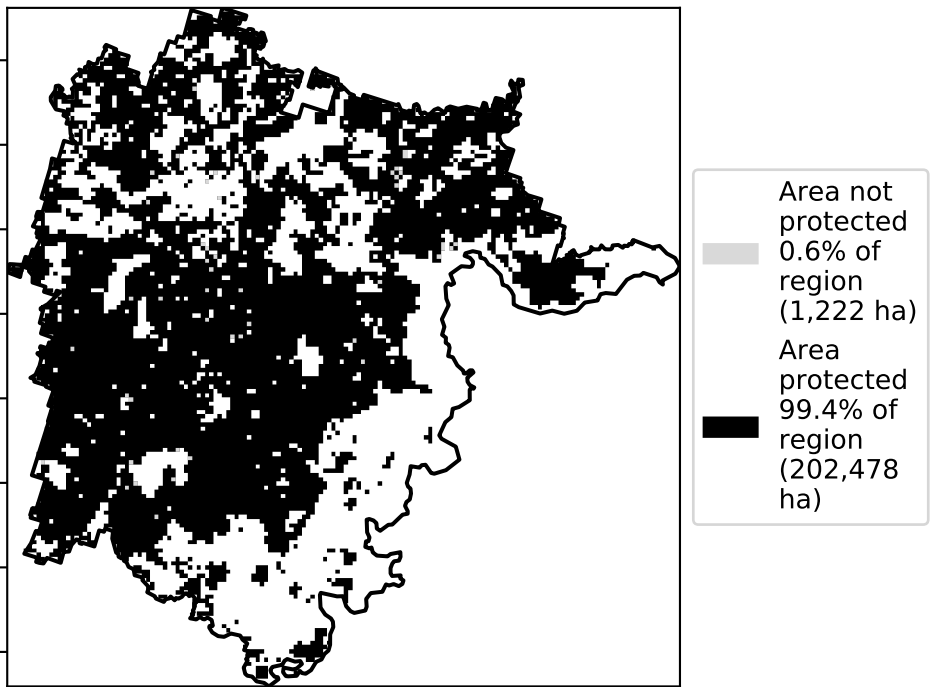 Area not
protected
0.6% of
region
(1,222 ha)
Area
protected
99.4% of
region
(202,478
ha)